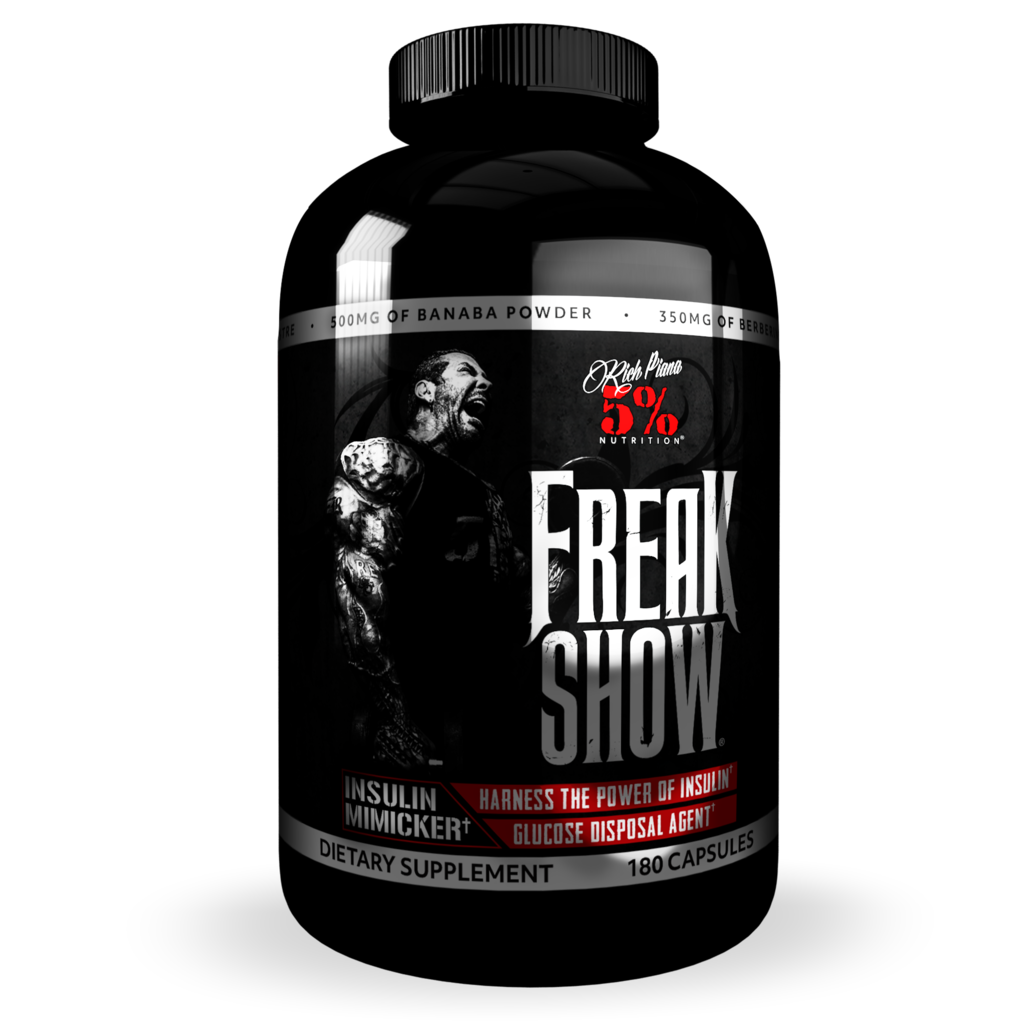 500MG OF BANABA POWDER • 350MG OF
Rich Piana
5%
NUTRITION®
FREAK
SHOW®
INSULIN
MIMICKER†
HARNESS THE POWER OF INSULIN†
GLUCOSE DISPOSAL AGENT†
DIETARY SUPPLEMENT
180 CAPSULES